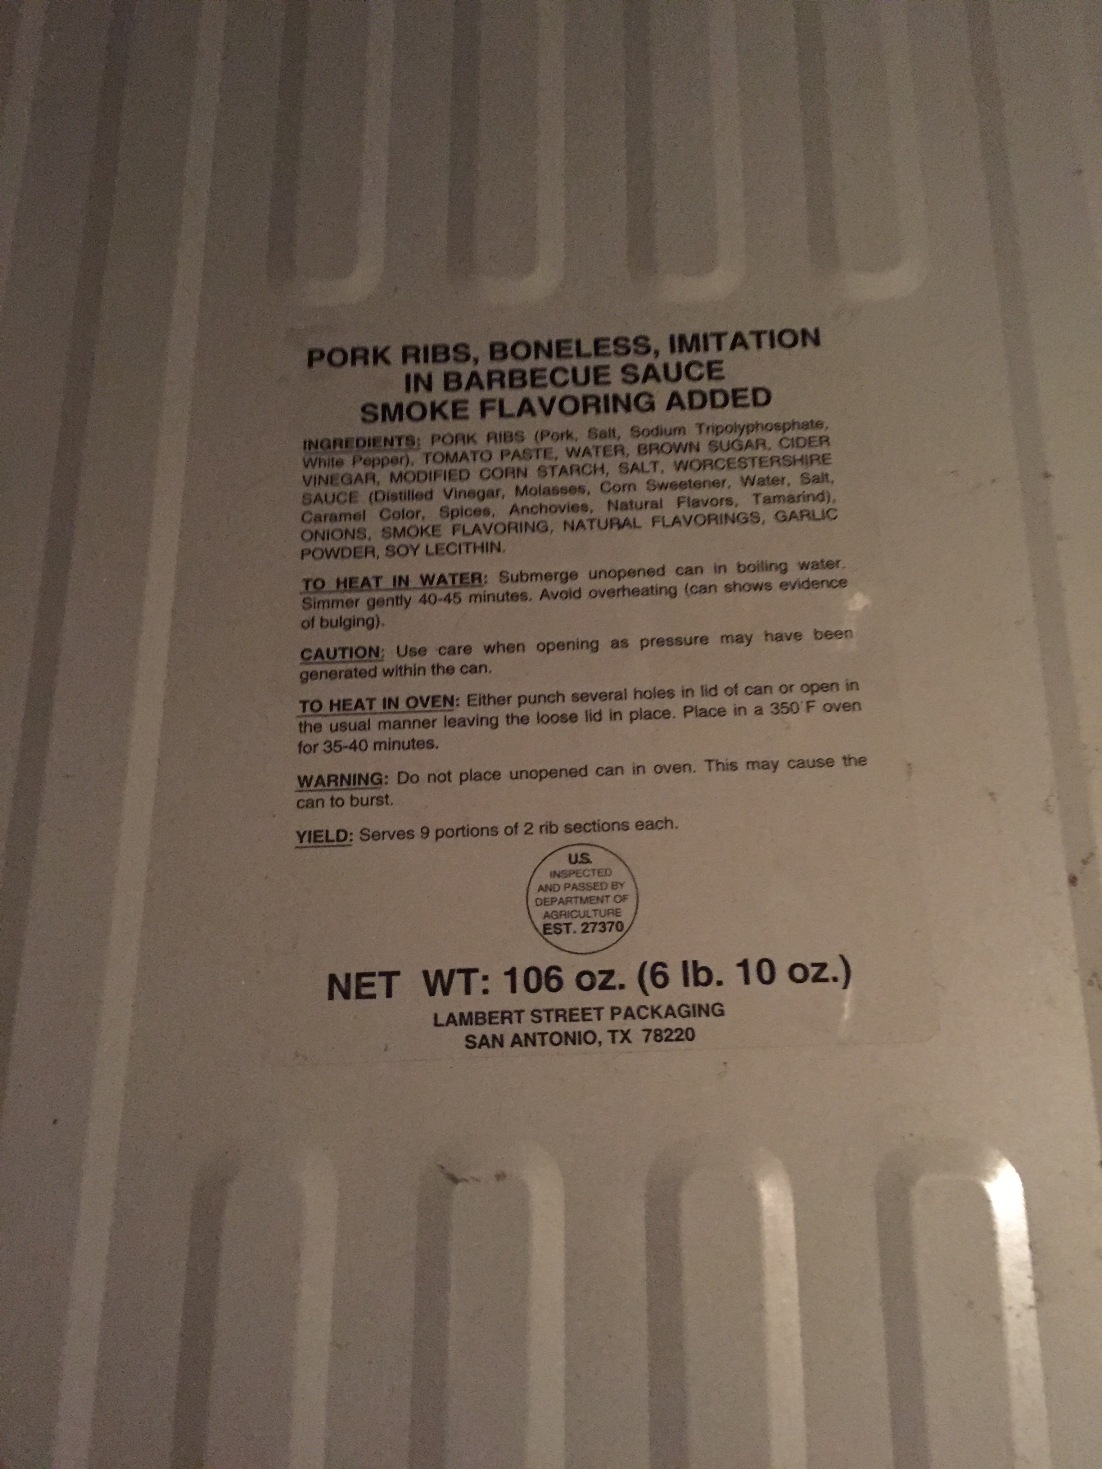 PORK RIBS, BONELESS, IMITATION
IN BARBECUE SAUCE
SMOKE FLAVORING ADDED
INGREDIENTS: PORK RIBS (Pork, Salt, Sodium Tripolyphosphate,
White Pepper), TOMATO PASTE, WATER, BROWN SUGAR, CIDER
VINEGAR, MODIFIED CORN STARCH, SALT, WORCESTERSHIRE
SAUCE (Distilled Vinegar, Molasses, Corn Sweetener, Water, Salt,
Caramel Color, Spices, Anchovies, Natural Flavors, Tamarind),
ONIONS, SMOKE FLAVORING, NATURAL FLAVORINGS, GARLIC
POWDER, SOY LECITHIN.
TO HEAT IN WATER: Submerge unopened can in boiling water.
Simmer gently 40-45 minutes. Avoid overheating (can shows evidence
of bulging).
CAUTION: Use care when opening as pressure may have been
generated within the can.
TO HEAT IN OVEN: Either punch several holes in lid of can or open in
the usual manner leaving the loose lid in place. Place in a 350°F oven
for 35-40 minutes.
WARNING: Do not place unopened can in oven. This may cause the
can to burst.
YIELD: Serves 9 portions of 2 rib sections each.
U.S.
INSPECTED
AND PASSED BY
DEPARTMENT OF
AGRICULTURE
EST. 27370
NET WT: 106 oz. (6 lb. 10 oz.)
LAMBERT STREET PACKAGING
SAN ANTONIO, TX 78220